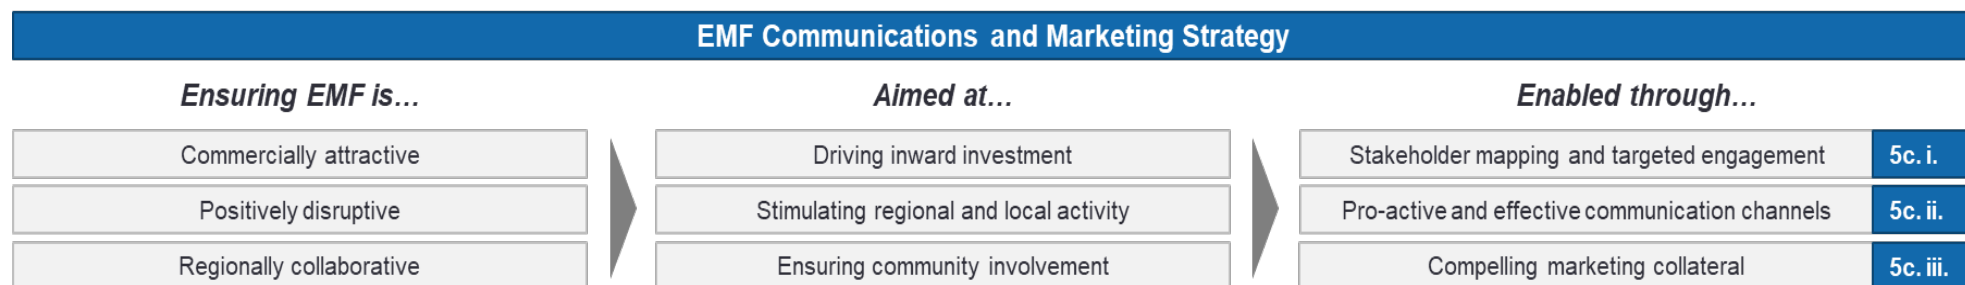 EMF Communications and Marketing Strategy
Ensuring EMF is…
Aimed at…
Enabled through…
Commercially attractive
Driving inward investment
Stakeholder mapping and targeted engagement
5c. i.
Positively disruptive
Stimulating regional and local activity
Pro-active and effective communication channels
5c. ii.
Regionally collaborative
Ensuring community involvement
Compelling marketing collateral
5c. iii.